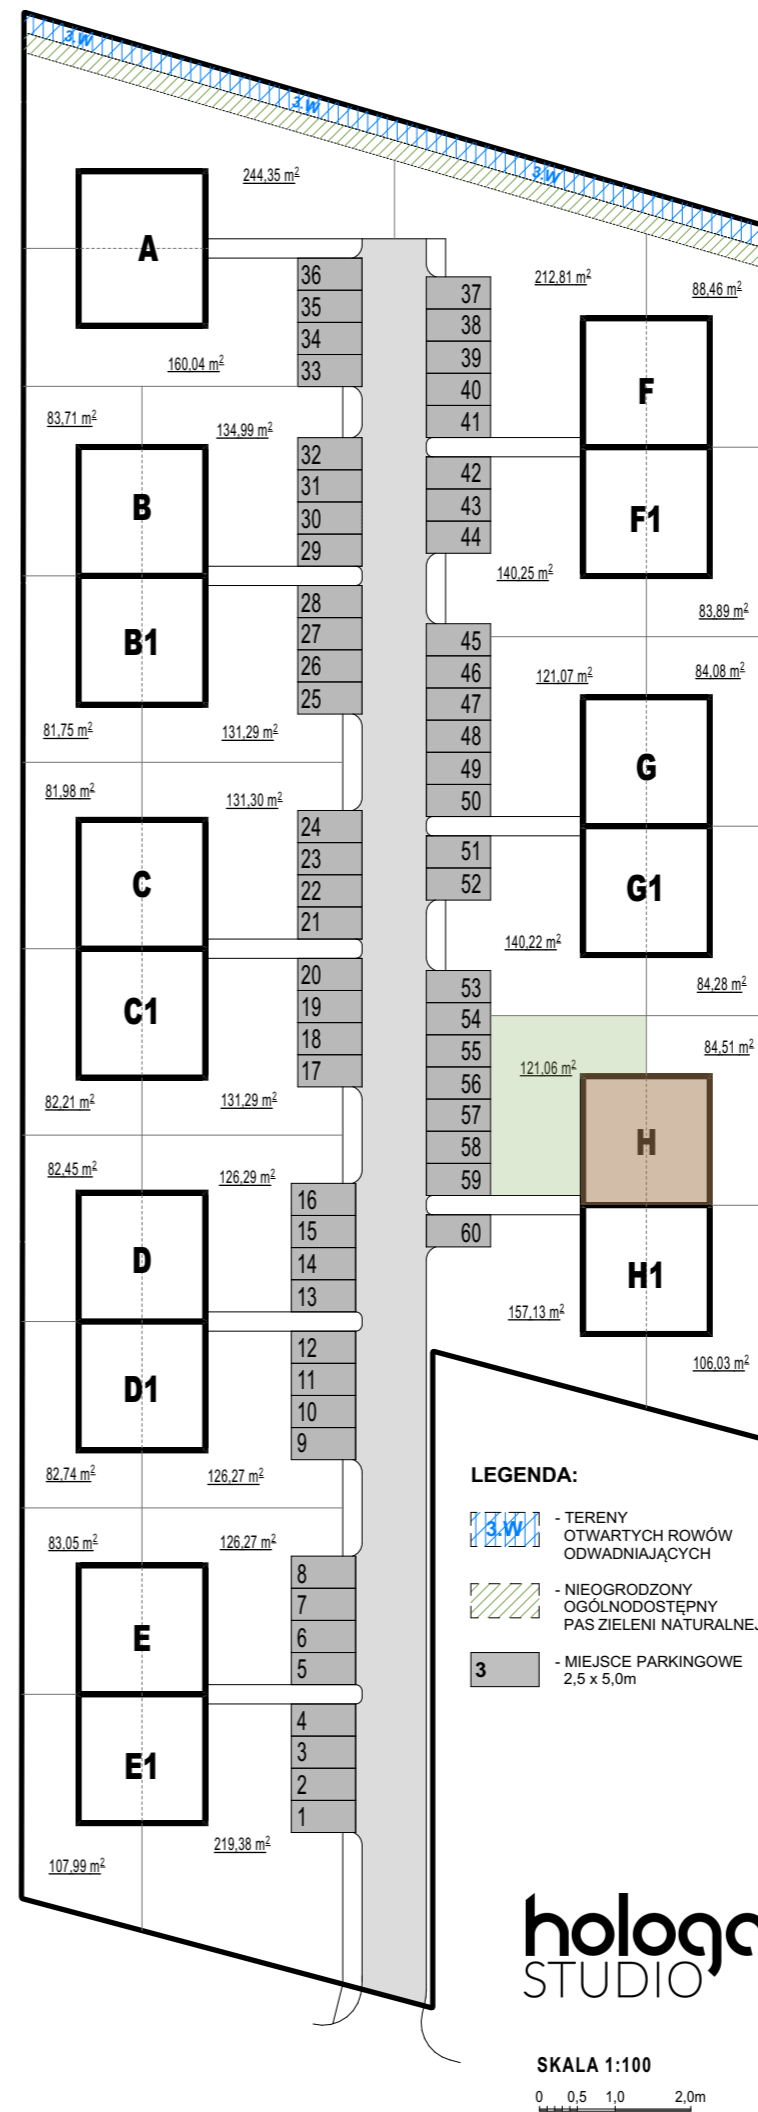 3.W
3.W
3.W
244,35 m²
A
160,04 m²
36
35
34
33
37
38
39
40
41
212,81 m²
88,46 m²
F
F1
83,71 m²
134,99 m²
B
B1
32
31
30
29
28
27
26
25
42
43
44
140,25 m²
83,89 m²
81,75 m²
131,29 m²
45
46
47
48
49
50
121,07 m²
84,08 m²
G
G1
81,98 m²
131,30 m²
C
C1
24
23
22
21
20
19
18
17
51
52
140,22 m²
84,28 m²
82,21 m²
131,29 m²
53
54
55
56
57
58
59
121,06 m²
84,51 m²
H
H1
82,45 m²
126,29 m²
D
D1
16
15
14
13
12
11
10
9
60
157,13 m²
106,03 m²
82,74 m²
126,27 m²
83,05 m²
126,27 m²
E
E1
8
7
6
5
4
3
2
1
107,99 m²
219,38 m²
LEGENDA:
3.W
- TERENY
OTWARTYCH ROWÓW
ODWADNIAJĄCYCH
- NIEOGRODZONY
OGÓLNODOSTĘPNY
PAS ZIELENI NATURALNEJ
3
- MIEJSCE PARKINGOWE
2,5 x 5,0m
STUDIO
SKALA 1:100
0 0,5 1,0 2,0m